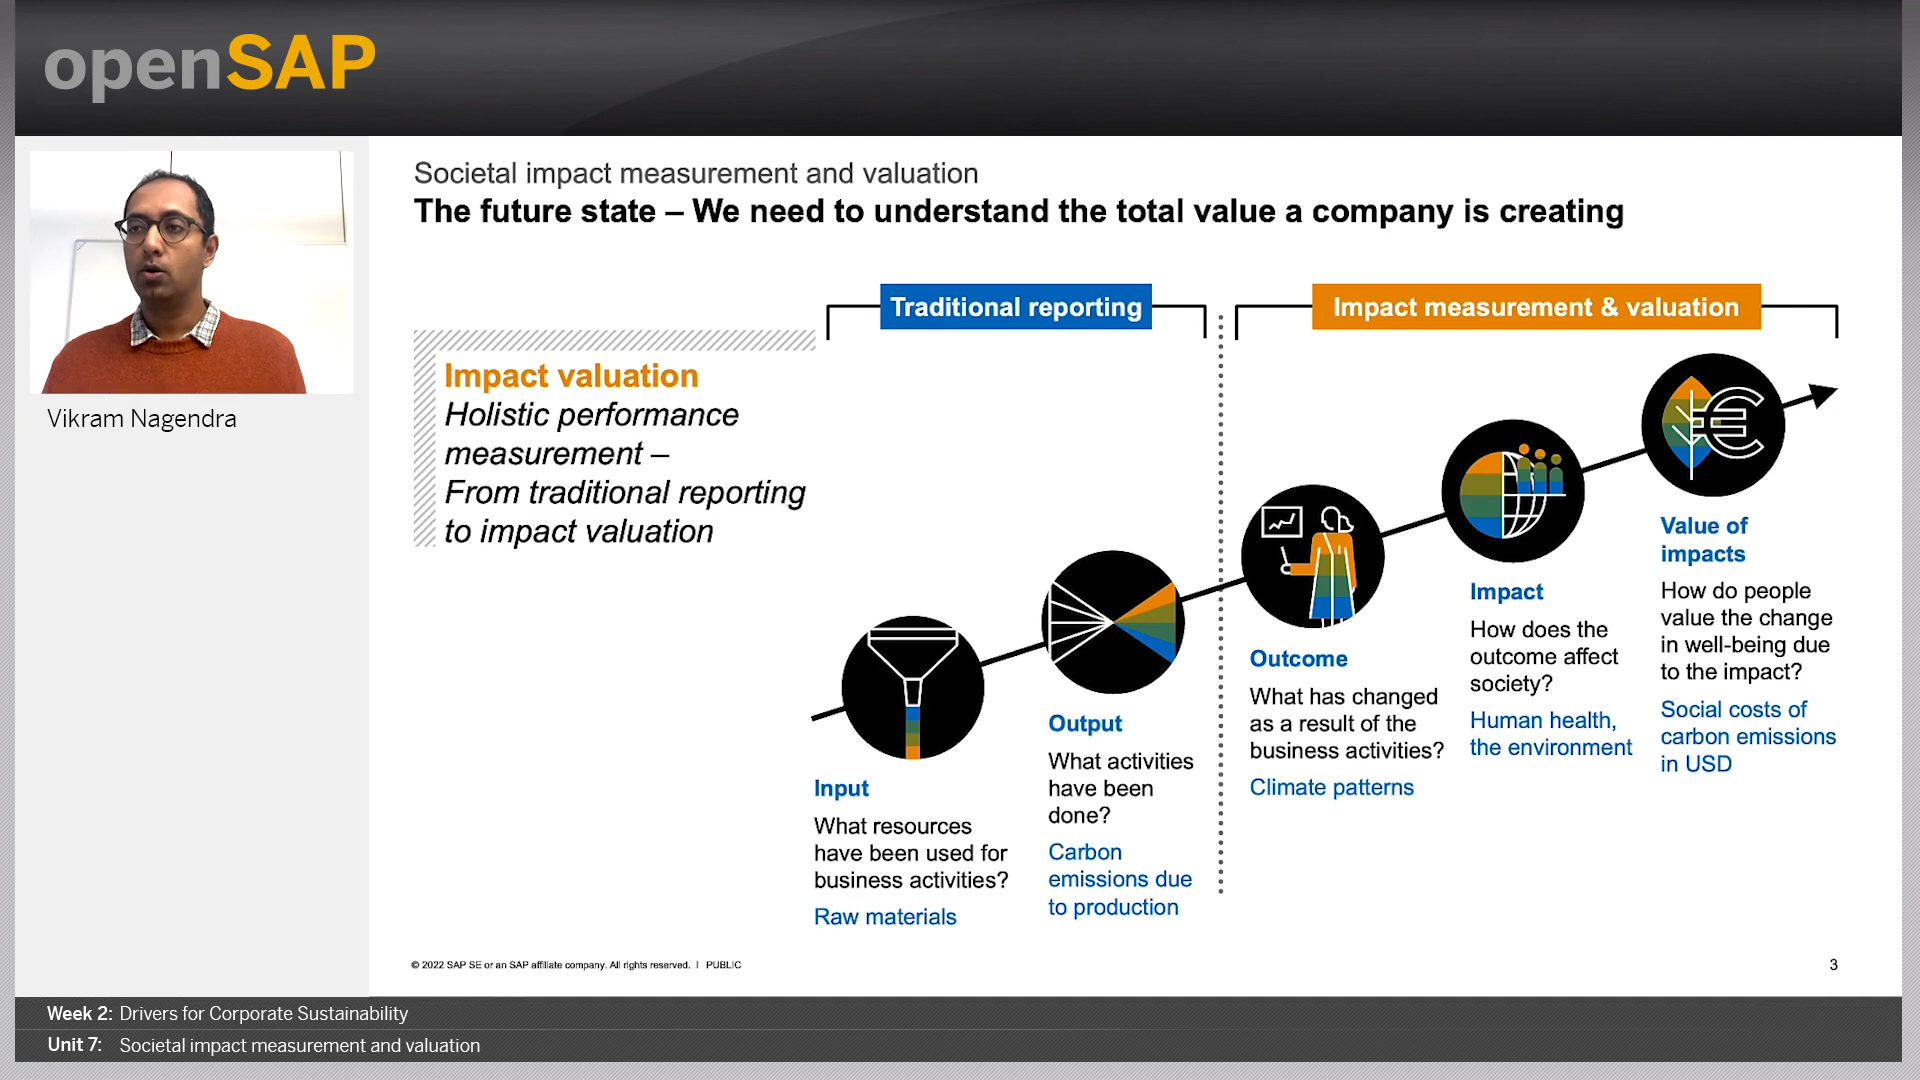 openSAP
Vikram Nagendra
Societal impact measurement and valuation
The future state – We need to understand the total value a company is creating
Impact valuation
Holistic performance
measurement –
From traditional reporting
to impact valuation
Traditional reporting
Impact measurement & valuation
Input
What resources
have been used for
business activities?
Raw materials
Output
What activities
have been
done?
Carbon
emissions due
to production
Outcome
What has changed
as a result of the
business activities?
Climate patterns
Impact
How does the
outcome affect
society?
Human health,
the environment
Value of
impacts
How do people
value the change
in well-being due
to the impact?
Social costs of
carbon emissions
in USD
© 2022 SAP SE or an SAP affiliate company. All rights reserved. | PUBLIC
3
Week 2: Drivers for Corporate Sustainability
Unit 7: Societal impact measurement and valuation